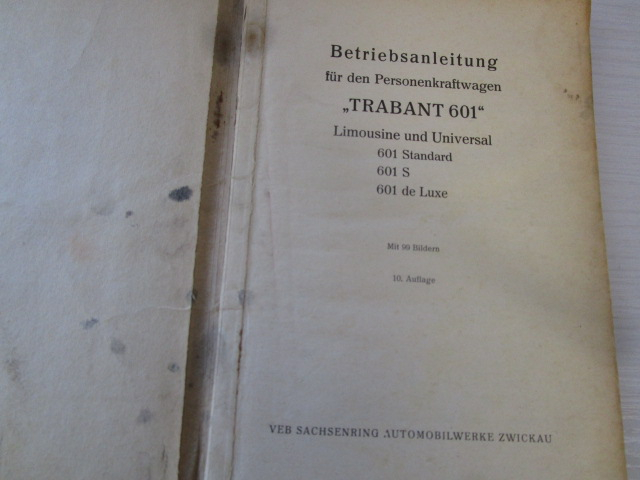 Betriebsanleitung
für den Personenkraftwagen
„TRABANT 601“
Limousine und Universal
601 Standard
601 S
601 de Luxe
Mit 99 Bildern
10. Auflage
VEB SACHSENRING AUTOMOBILWERKE ZWICKAU